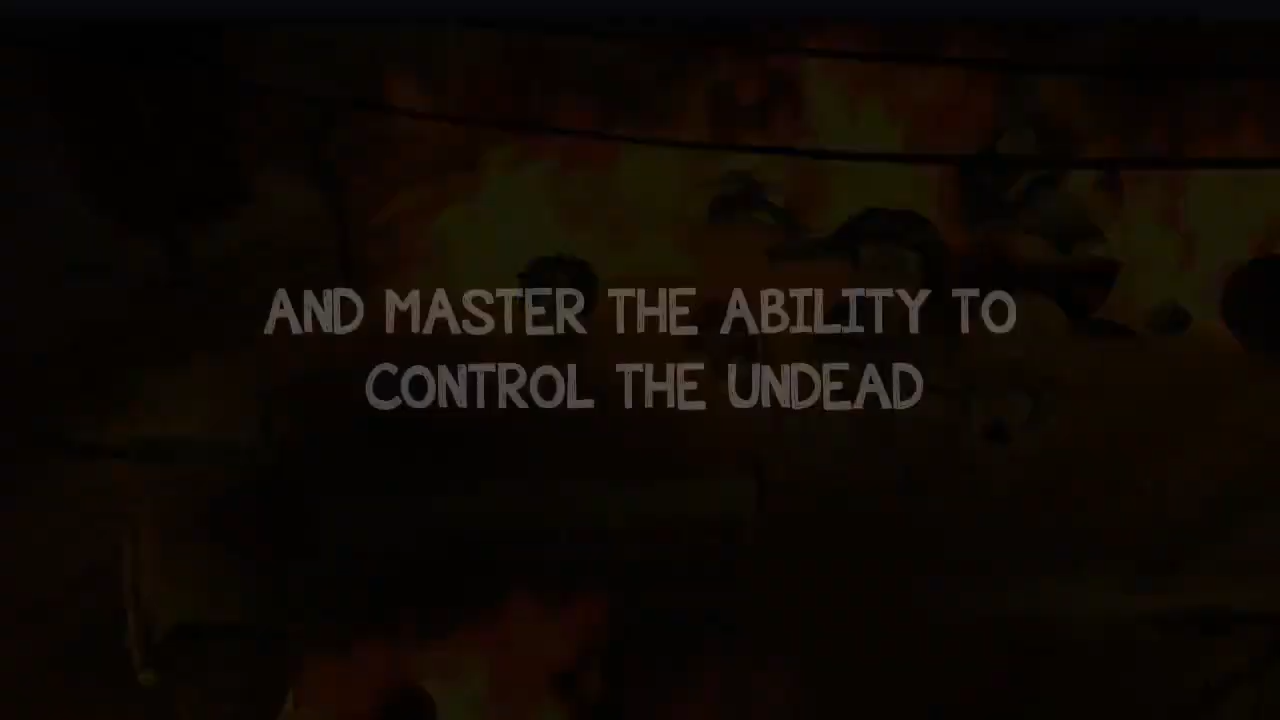 AND MASTER THE ABILITY TO
CONTROL THE UNDEAD